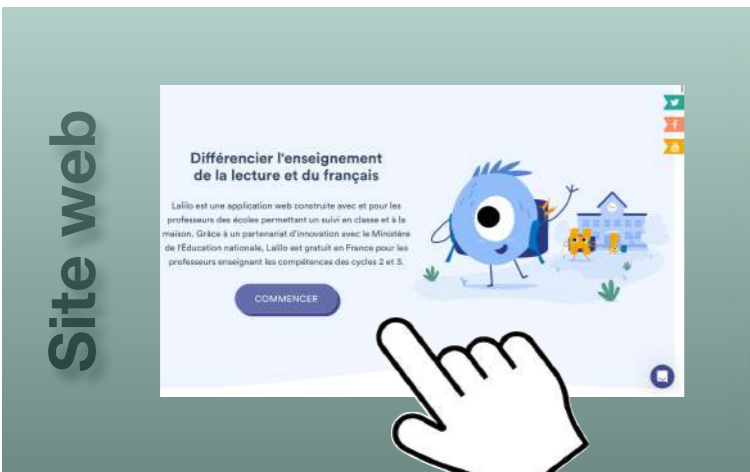 Site web
Différencier l'enseignement
de la lecture et du français
Lalilo est une application web construite avec et pour les
professeurs des écoles permettant un suivi en classe et à la
maison. Grâce à un partenariat d'innovation avec le Ministère
de l'Éducation nationale, Lalilo est gratuit en France pour les
professeurs enseignant les compétences des cycles 2 et 3.
COMMENCER